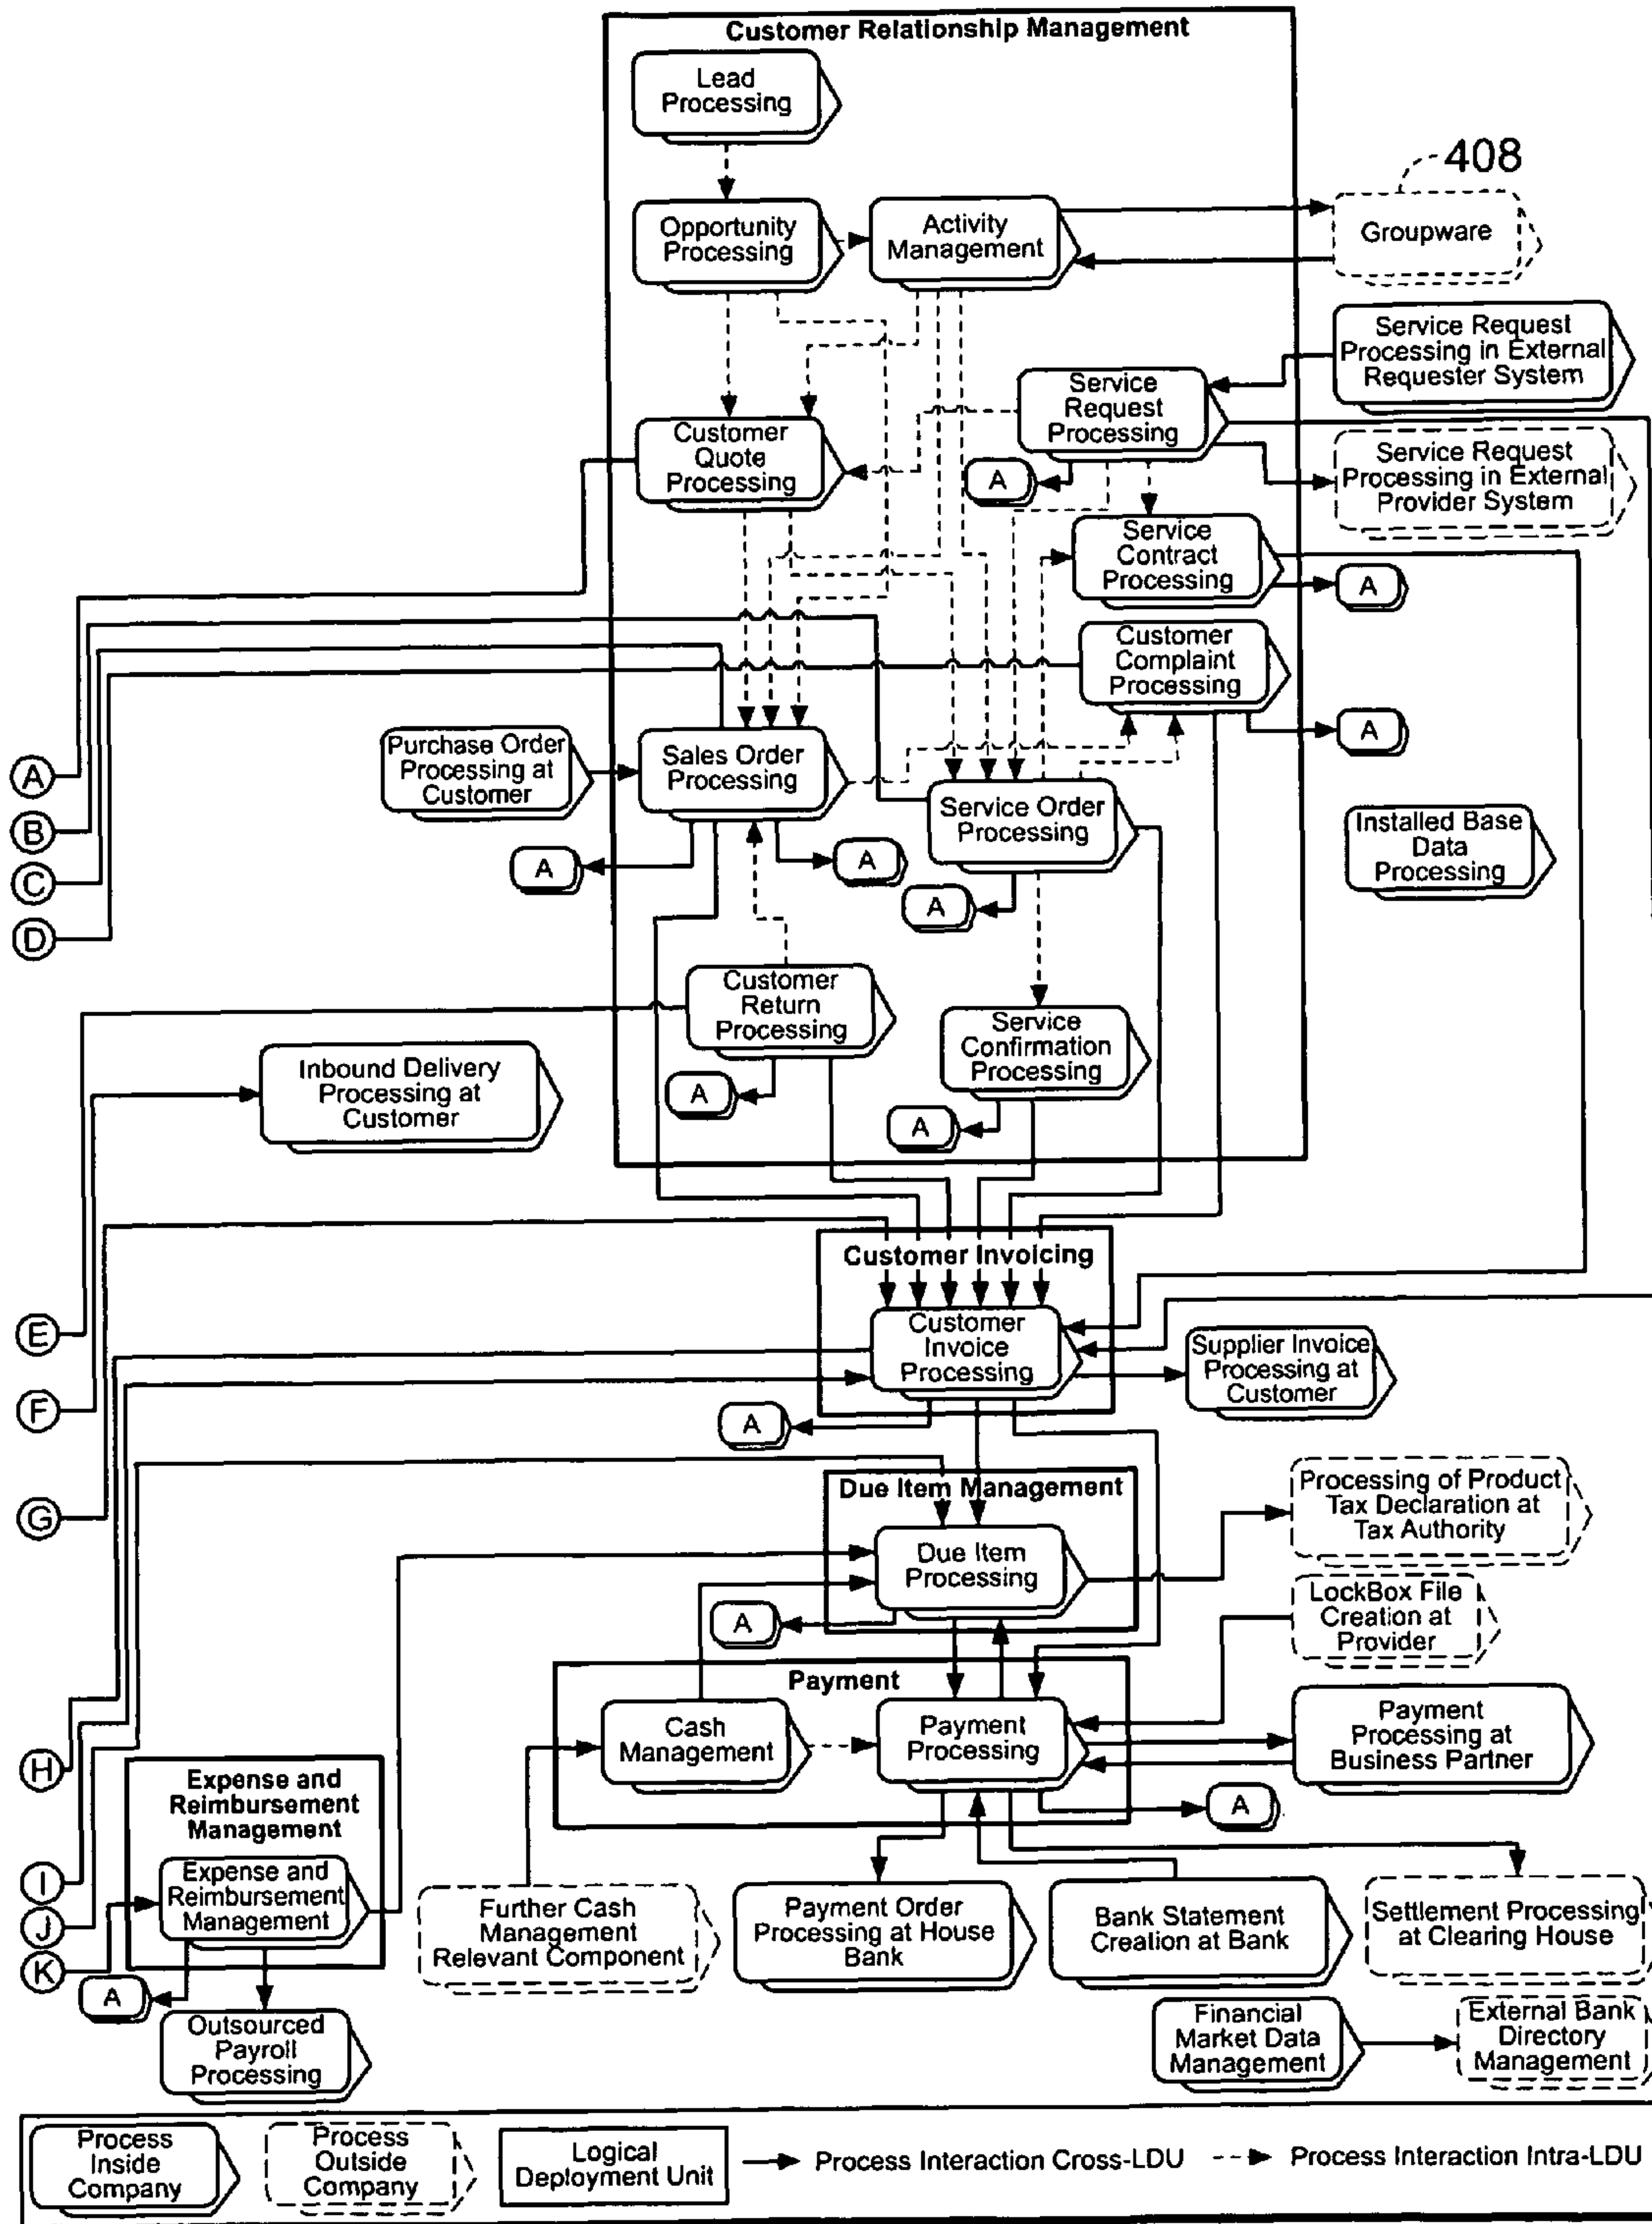 Customer Relationship Management
Lead
Processing
408
Opportunity
Processing
Activity
Management
Groupware
Service Request
Processing in External
Requester System
Service
Request
Processing
Customer
Quote
Processing
A
Service Request
Processing in External
Provider System
Service
Contract
Processing
A
Customer
Complaint
Processing
A
Purchase Order
Processing at
Customer
Sales Order
Processing
Service Order
Processing
Installed Base
Data
Processing
A
B
C
D
A
A
A
Customer
Return
Processing
Service
Confirmation
Processing
Inbound Delivery
Processing at
Customer
A
A
Customer Invoicing
Customer
Invoice
Processing
Supplier Invoice
Processing at
Customer
E
F
G
A
Due Item Management
Due Item
Processing
Processing of Product
Tax Declaration at
Tax Authority
LockBox File
Creation at
Provider
A
Payment
Cash
Management
Payment
Processing
Payment
Processing at
Business Partner
A
H
I
J
K
Expense and
Reimbursement
Management
Expense and
Reimbursement
Management
A
Outsourced
Payroll
Processing
Further Cash
Management
Relevant Component
Payment Order
Processing at House
Bank
Bank Statement
Creation at Bank
Settlement Processing
at Clearing House
Financial
Market Data
Management
External Bank
Directory
Management
Process
Inside
Company
Process
Outside
Company
Logical
Deployment Unit
Process Interaction Cross-LDU
Process Interaction Intra-LDU